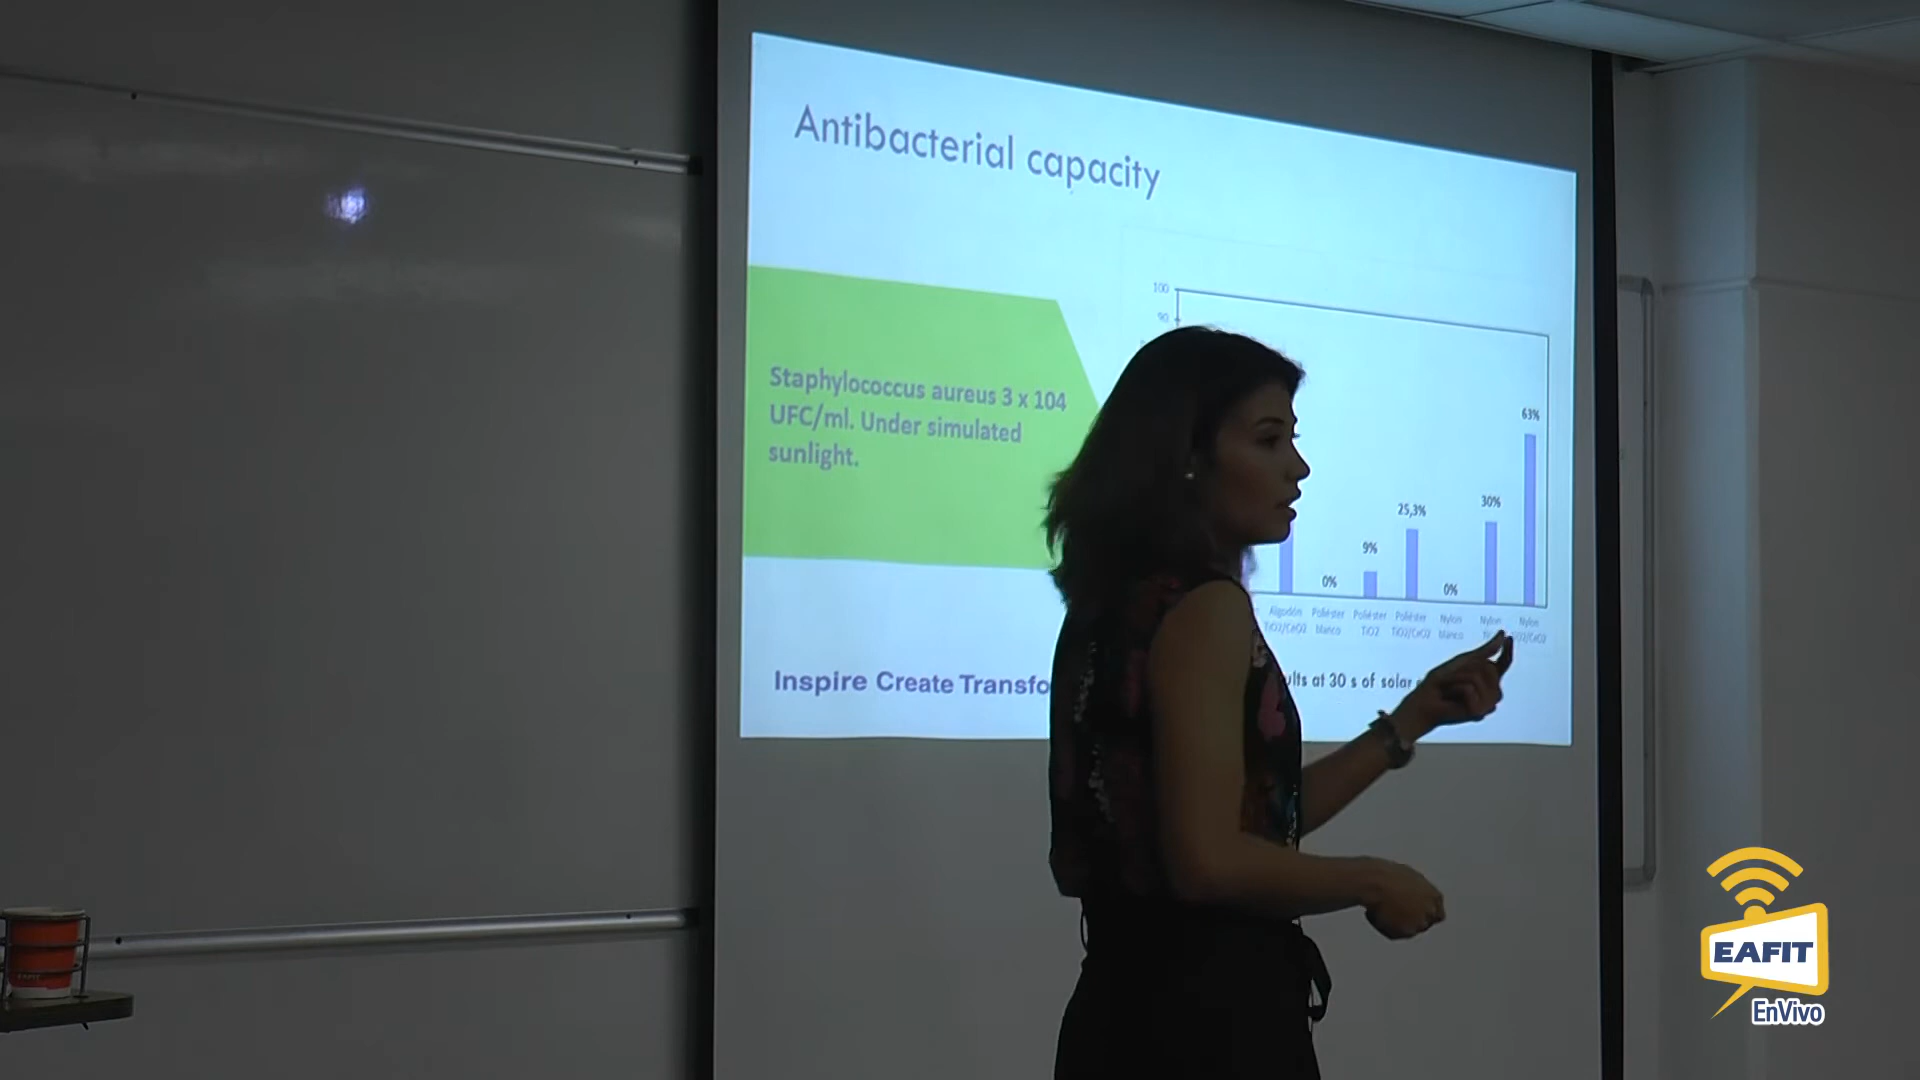 Antibacterial capacity
Staphylococcus aureus 3 x 104
UFC/ml. Under simulated
sunlight.
100
90
63%
30%
25,3%
9%
0%
0%
Algodón Poliéster Poliéster Poliéster Nylon Nylon Nylon
TiO2/CeO2 blanco TiO2 TiO2/CeO2 blanco
Inspire Create
at 30 s of solar
EAFIT
EnVivo